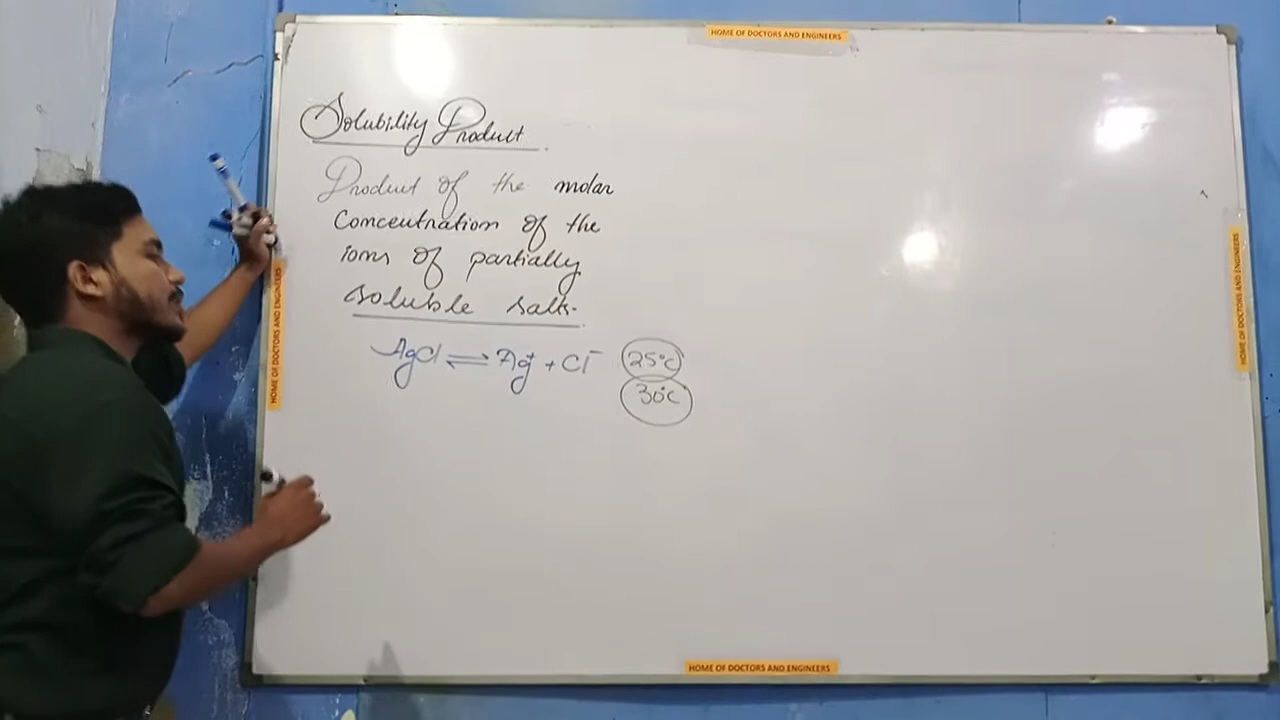 HOME OF DOCTORS AND ENGINEERS
Solubility Product.
Product of the molar
Concentration of the
ions of partially
soluble salts.
AgCl ⇌ Ag⁺ + Cl⁻ 25°C
30°C
HOME OF DOCTORS AND ENGINEERS
HOME OF DOCTORS AND ENGINEERS
HOME OF DOCTORS AND ENGINEERS